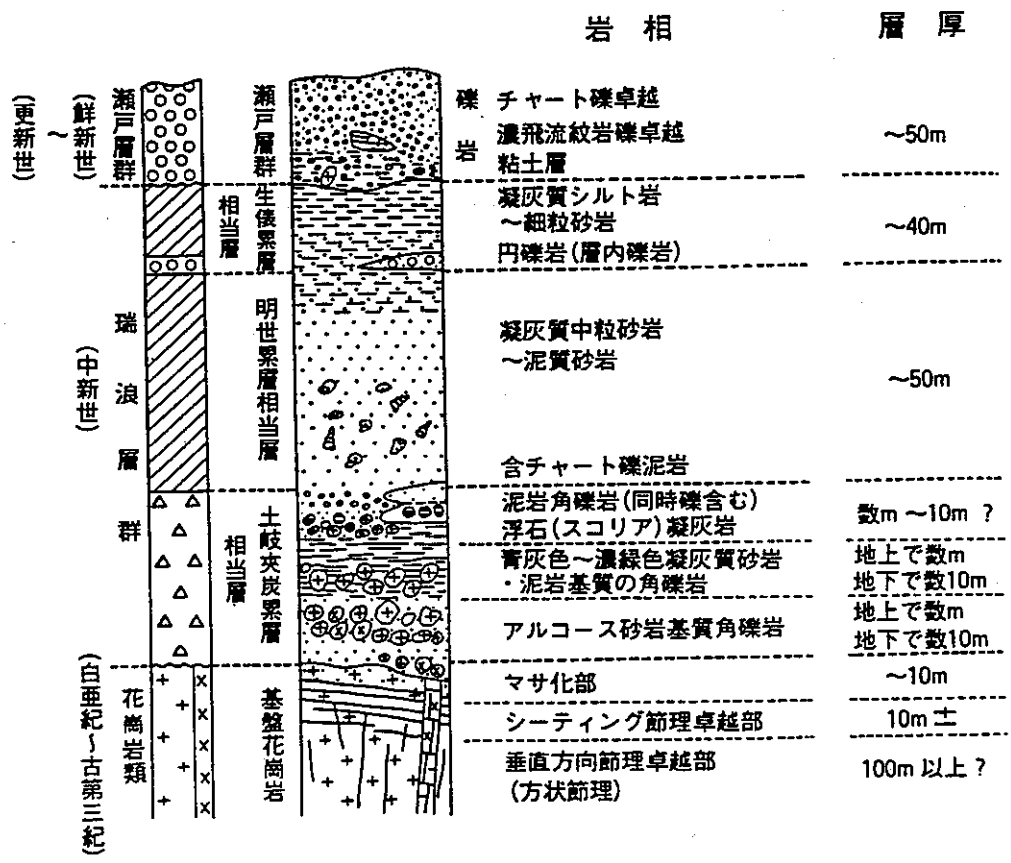 岩相
層厚
(更新世)
〜
(鮮新世)
瀬戸層群
瀬戸層群
礫岩
チャート礫卓越
濃飛流紋岩礫卓越
粘土層
〜50m
生俵累層
相当層
凝灰質シルト岩
〜細粒砂岩
円礫岩(層内礫岩)
〜40m
瑞浪層群
(中新世)
明世累層相当層
凝灰質中粒砂岩
〜泥質砂岩
含チャート礫泥岩
〜50m
土岐夾炭累層
相当層
泥岩角礫岩(同時礫含む)
浮石(スコリア)凝灰岩
数m 〜10m ?
青灰色〜濃緑色凝灰質砂岩
・泥岩基質の角礫岩
地上で数m
地下で数10m
アルコース砂岩基質角礫岩
地上で数m
地下で数10m
(白亜紀〜古第三紀)
花崗岩類
基盤花崗岩
マサ化部
〜10m
シーティング節理卓越部
10m ±
垂直方向節理卓越部
(方状節理)
100m 以上 ?